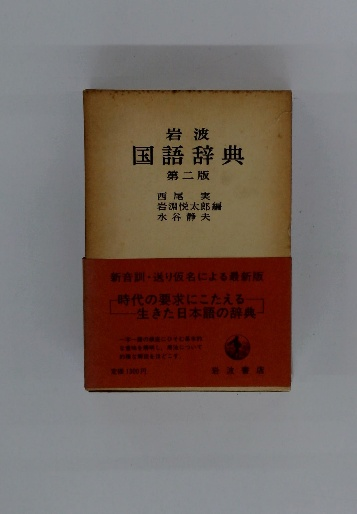 岩波
国語辞典
第二版
西尾 実
岩淵悦太郎編
水谷静夫
新音訓・送り仮名による最新版
時代の要求にこたえる
生きた日本語の辞典
岩波書店